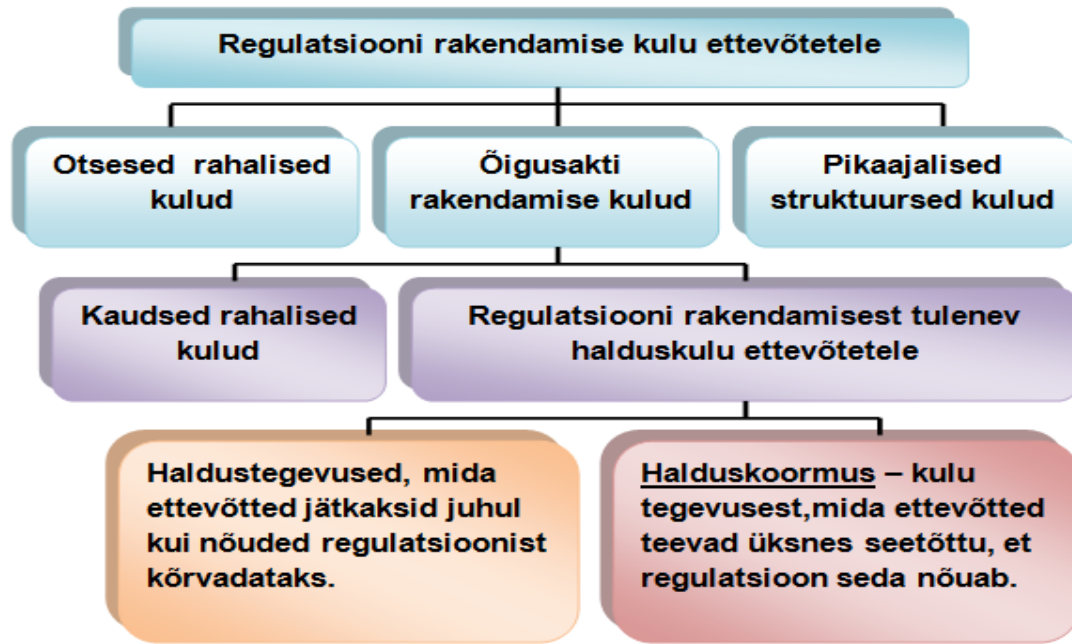 Regulatsiooni rakendamise kulu ettevõtetele
Otsesed rahalised
kulud
Õigusakti
rakendamise kulud
Pikaajalised
struktuursed kulud
Kaudsed rahalised
kulud
Regulatsiooni rakendamisest tulenev
halduskulu ettevõtetele
Haldustegevused, mida
ettevõtted jätkaksid juhul
kui nõuded regulatsioonist
kõrvadataks.
Halduskoormus – kulu
tegevusest,mida ettevõtted
teevad üksnes seetõttu, et
regulatsioon seda nõuab.